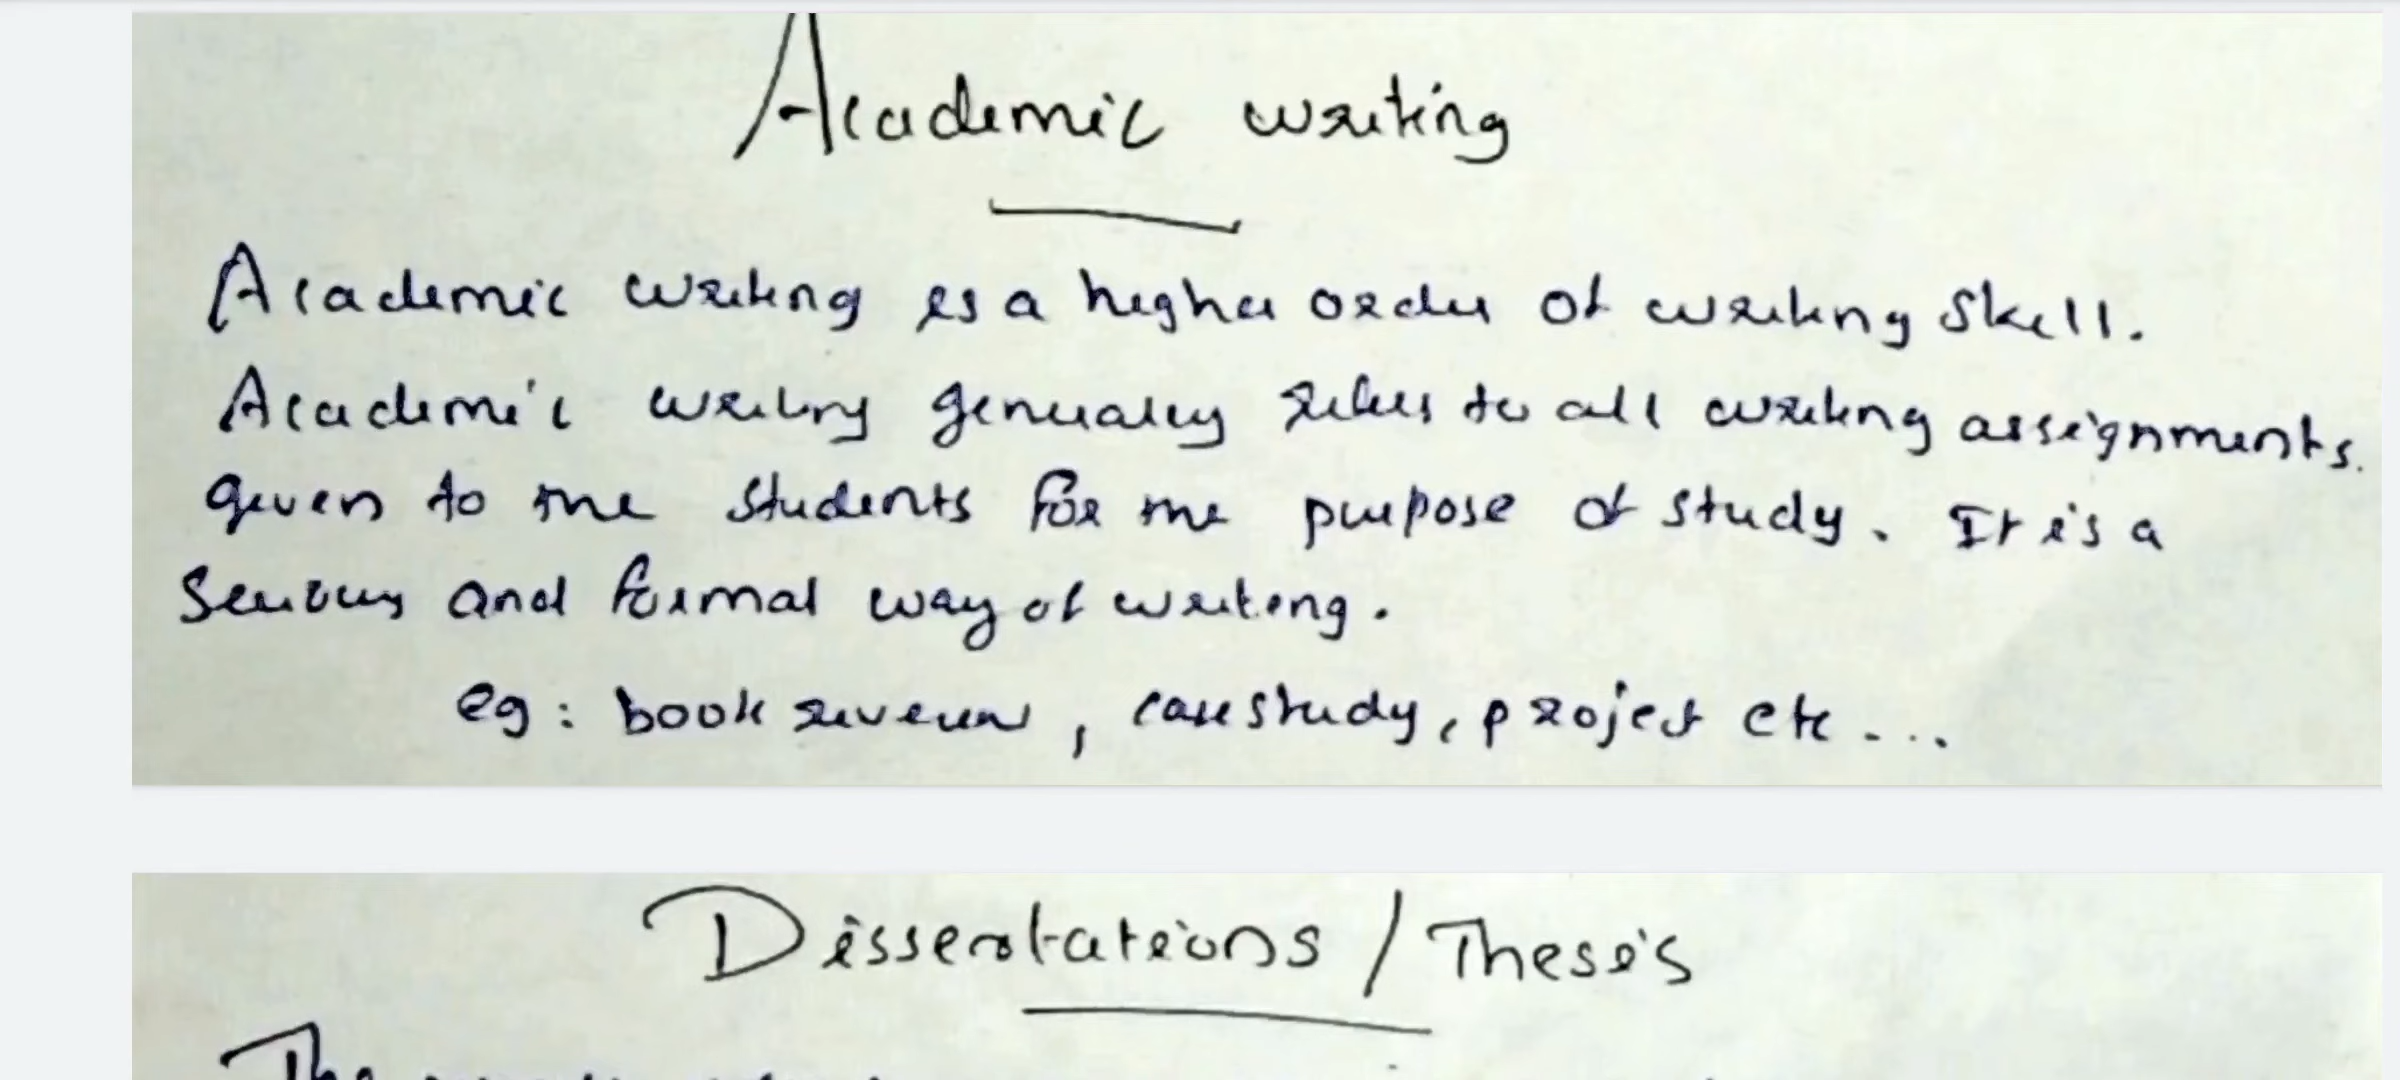 Academic writing
Academic writing is a higher order of writing skill.
Academic writing generally refers to all writing assignments.
given to the students for the purpose of study. It is a
serious and formal way of writing.
eg: book review, case study, project etc...
Dissertations / Thesis
The